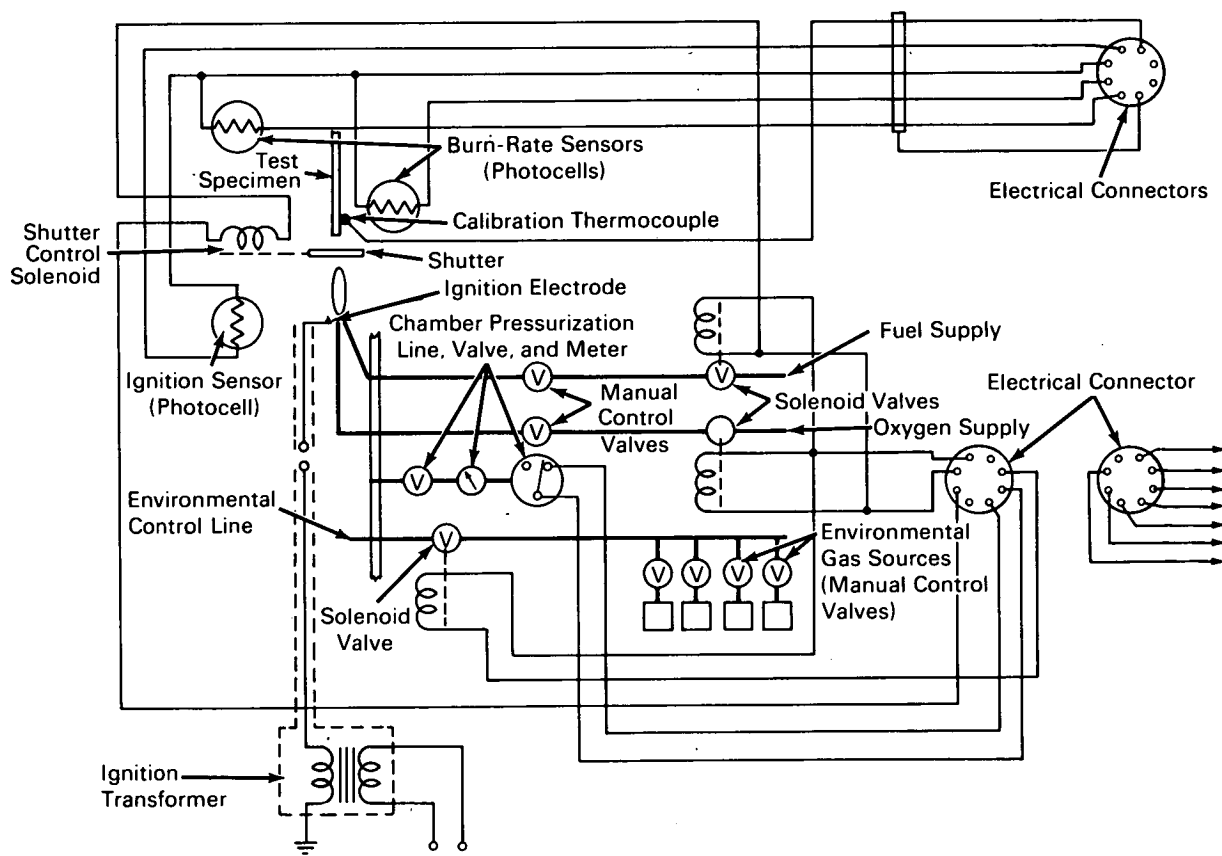 Burn-Rate Sensors
(Photocells)
Test
Specimen
Electrical Connectors
Calibration Thermocouple
Shutter
Control
Solenoid
Shutter
Ignition Electrode
Chamber Pressurization
Line, Valve, and Meter
Fuel Supply
Ignition Sensor
(Photocell)
V
V
Manual
Control
Valves
Solenoid Valves
Electrical Connector
V
Oxygen Supply
V
Environmental
Control Line
V
Environmental
Gas Sources
(Manual Control
Valves)
V
V
V
V
Solenoid
Valve
Ignition
Transformer